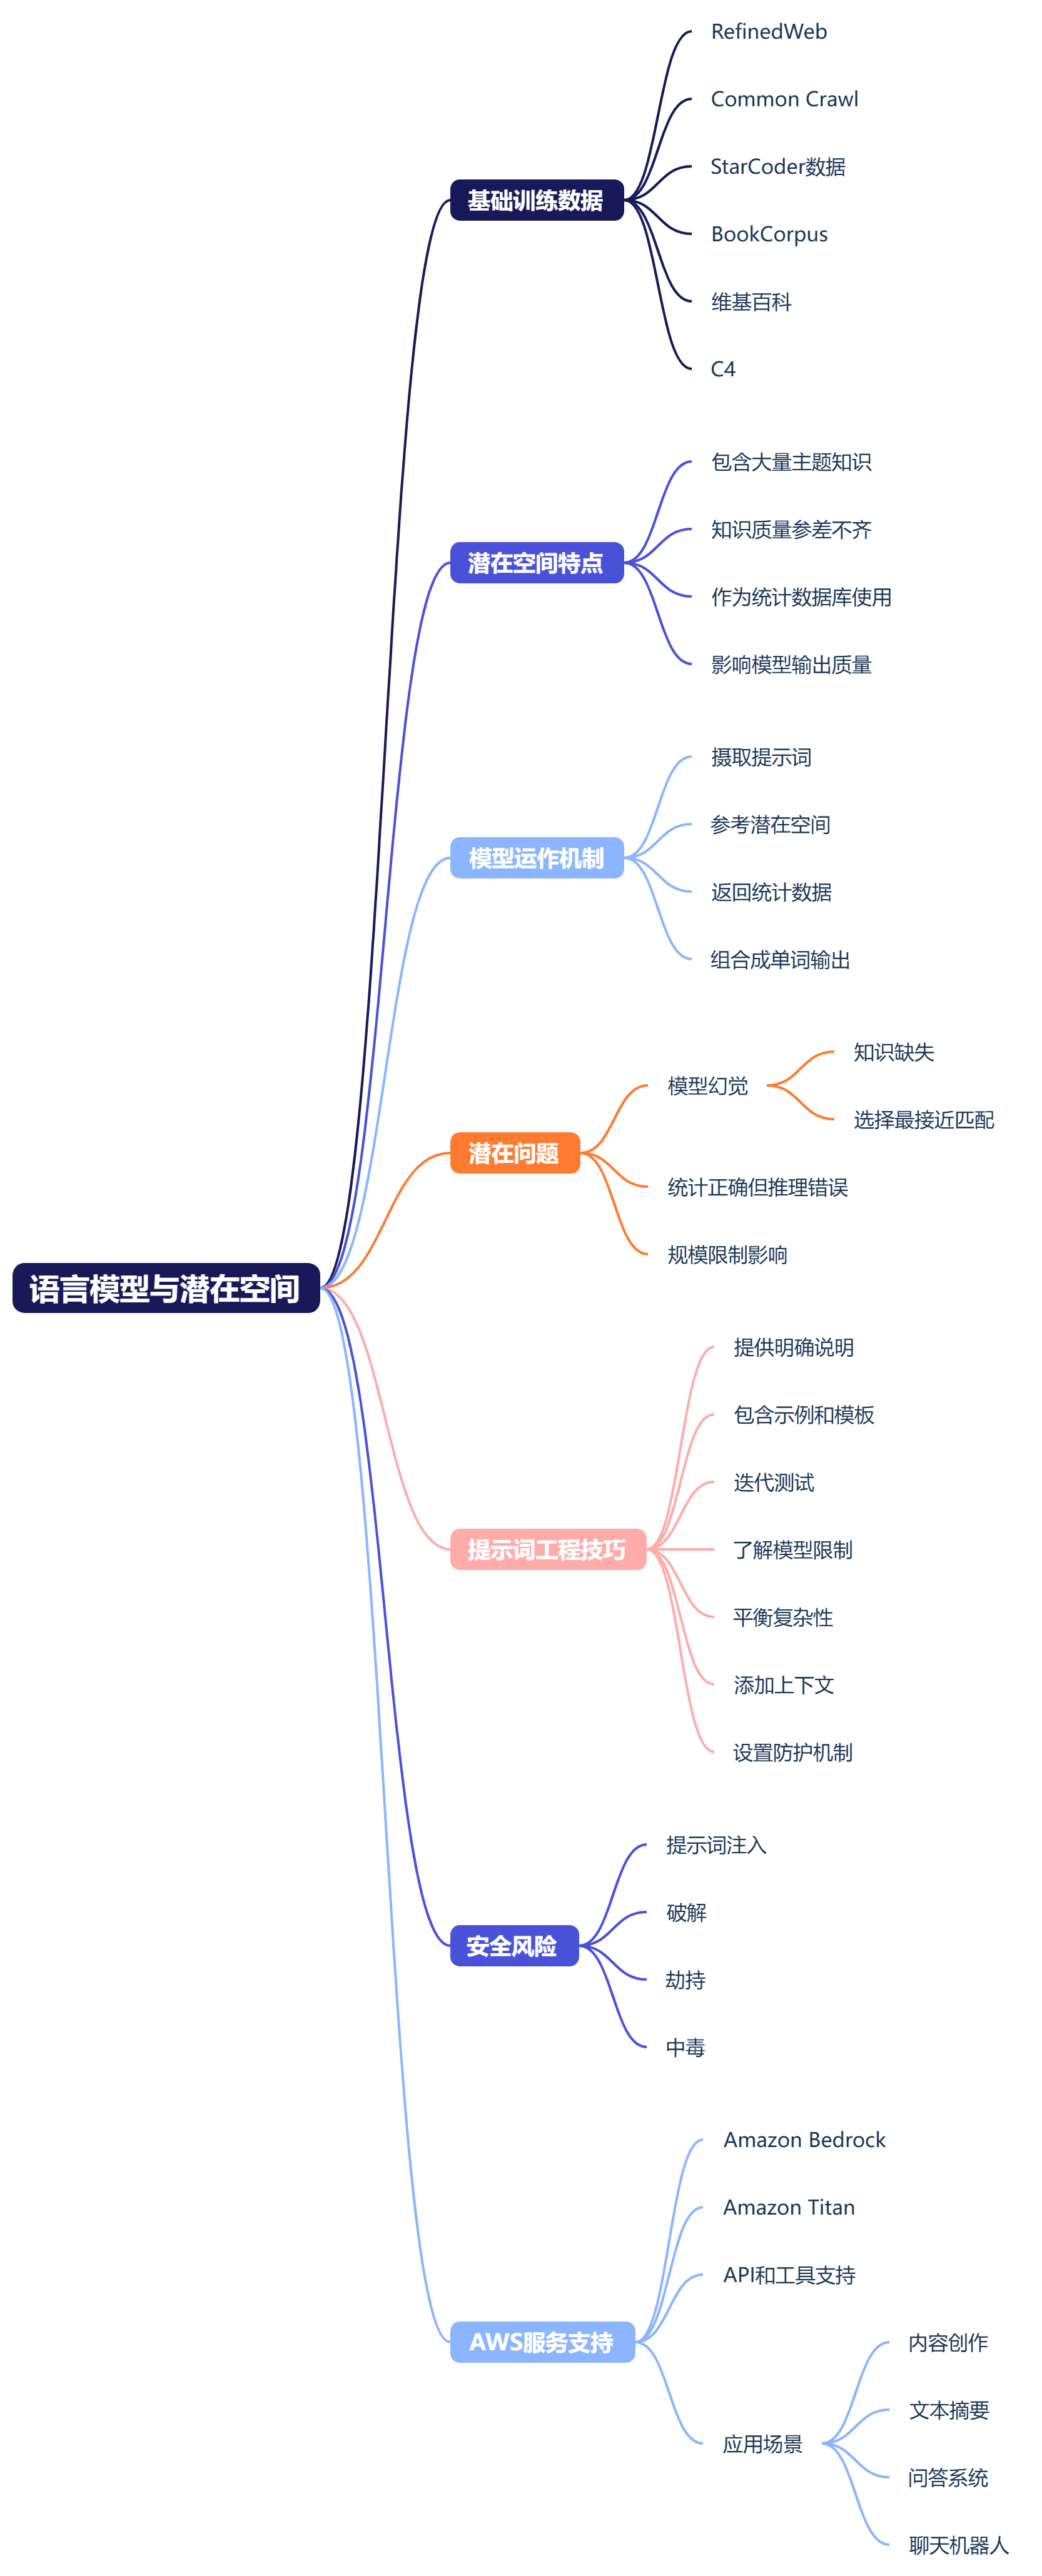 语言模型与潜在空间
基础训练数据
RefinedWeb
Common Crawl
StarCoder数据
BookCorpus
维基百科
C4
潜在空间特点
包含大量主题知识
知识质量参差不齐
作为统计数据库使用
影响模型输出质量
模型运作机制
摄取提示词
参考潜在空间
返回统计数据
组合成单词输出
潜在问题
模型幻觉
知识缺失
选择最接近匹配
统计正确但推理错误
规模限制影响
提示词工程技巧
提供明确说明
包含示例和模板
迭代测试
了解模型限制
平衡复杂性
添加上下文
设置防护机制
安全风险
提示词注入
破解
劫持
中毒
AWS服务支持
Amazon Bedrock
Amazon Titan
API和工具支持
应用场景
内容创作
文本摘要
问答系统
聊天机器人